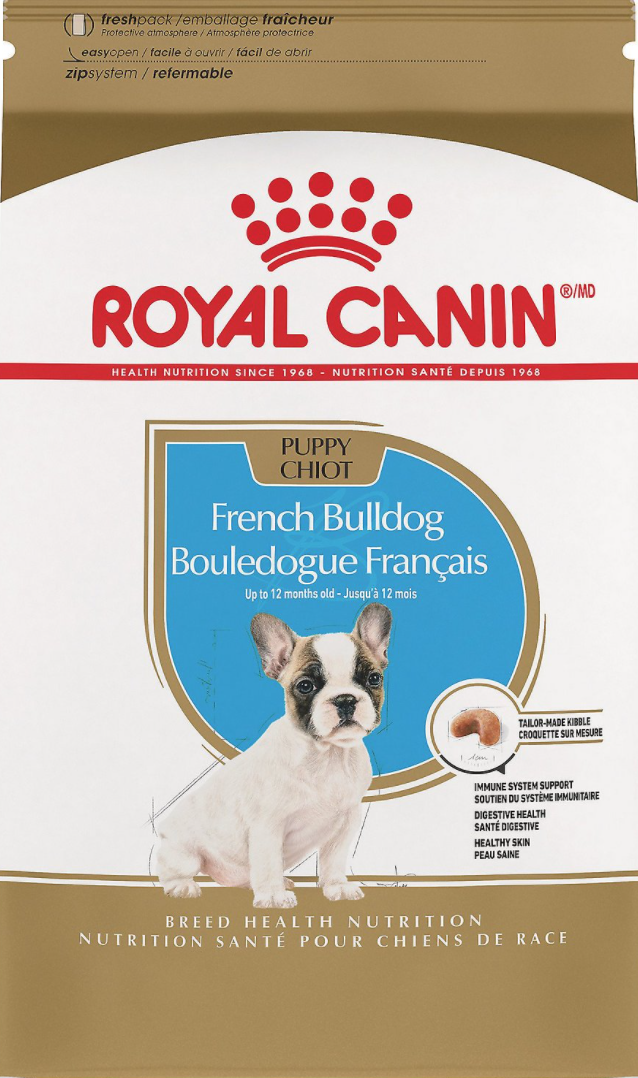 freshpack / emballage fraîcheur
Protective atmosphere / Atmosphère protectrice
easyopen / facile à ouvrir / fácil de abrir
zipsystem / refermable
ROYAL CANIN ®/MD
HEALTH NUTRITION SINCE 1968 - NUTRITION SANTÉ DEPUIS 1968
PUPPY
CHIOT
French Bulldog
Bouledogue Français
Up to 12 months old - Jusqu'à 12 mois
TAILOR-MADE KIBBLE
CROQUETTE SUR MESURE
1cm
IMMUNE SYSTEM SUPPORT
SOUTIEN DU SYSTÈME IMMUNITAIRE
DIGESTIVE HEALTH
SANTÉ DIGESTIVE
HEALTHY SKIN
PEAU SAINE
BREED HEALTH NUTRITION
NUTRITION SANTÉ POUR CHIENS DE RACE